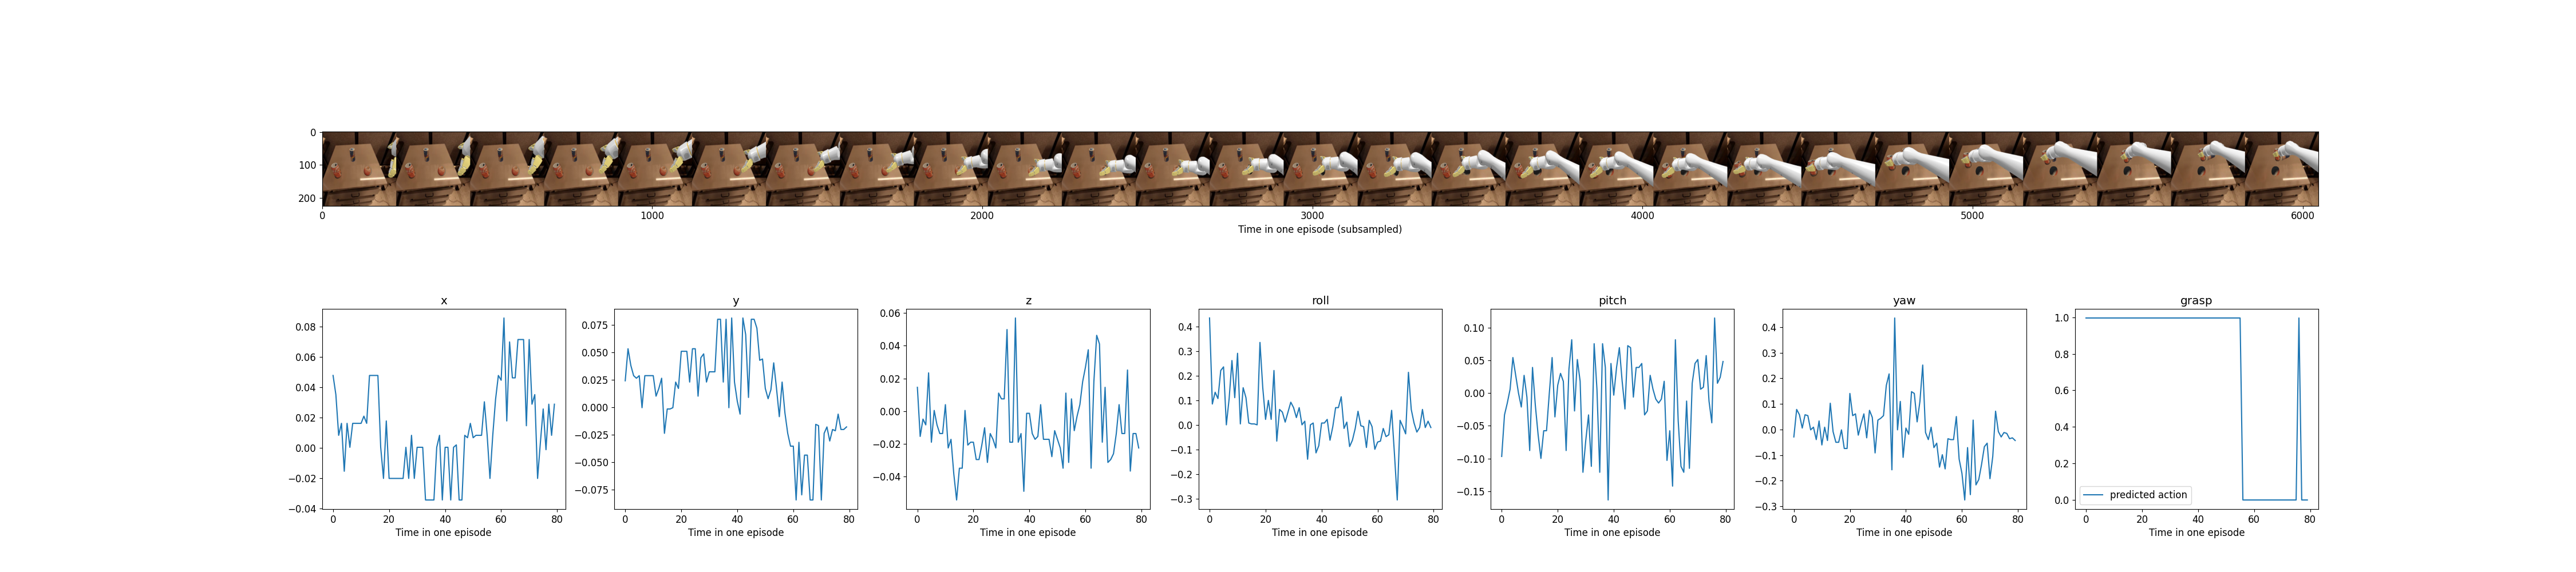 0
100
200
0 1000 2000 3000 4000 5000 6000
Time in one episode (subsampled)
x y z roll pitch yaw grasp
0.08
0.06
0.04
0.02
0.00
−0.02
−0.04
0 20 40 60 80
Time in one episode
0.075
0.050
0.025
0.000
−0.025
−0.050
−0.075
0 20 40 60 80
Time in one episode
0.06
0.04
0.02
0.00
−0.02
−0.04
0 20 40 60 80
Time in one episode
0.4
0.3
0.2
0.1
0.0
−0.1
−0.2
−0.3
0 20 40 60 80
Time in one episode
0.10
0.05
0.00
−0.05
−0.10
−0.15
0 20 40 60 80
Time in one episode
0.4
0.3
0.2
0.1
0.0
−0.1
−0.2
−0.3
0 20 40 60 80
Time in one episode
1.0
0.8
0.6
0.4
0.2
0.0
predicted action
0 20 40 60 80
Time in one episode